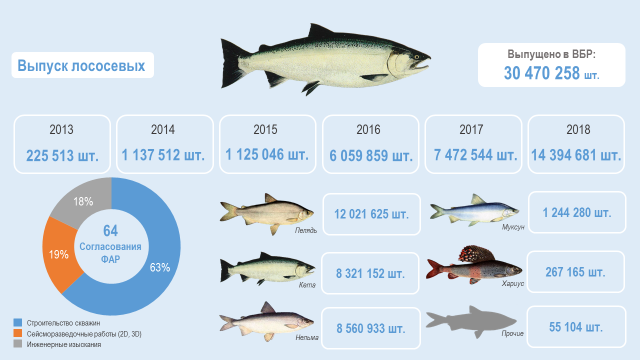 Выпуск лососевых
Выпущено в ВБР:
30 470 258 шт.
2013
225 513 шт.
2014
1 137 512 шт.
2015
1 125 046 шт.
2016
6 059 859 шт.
2017
7 472 544 шт.
2018
14 394 681 шт.
18%
19%
63%
64
Согласования
ФАР
Строительство скважин
Сейсморазведочные работы (2D, 3D)
Инженерные изыскания
Пелядь
12 021 625 шт.
Муксун
1 244 280 шт.
Кета
8 321 152 шт.
Хариус
267 165 шт.
Нельма
8 560 933 шт.
Прочие
55 104 шт.